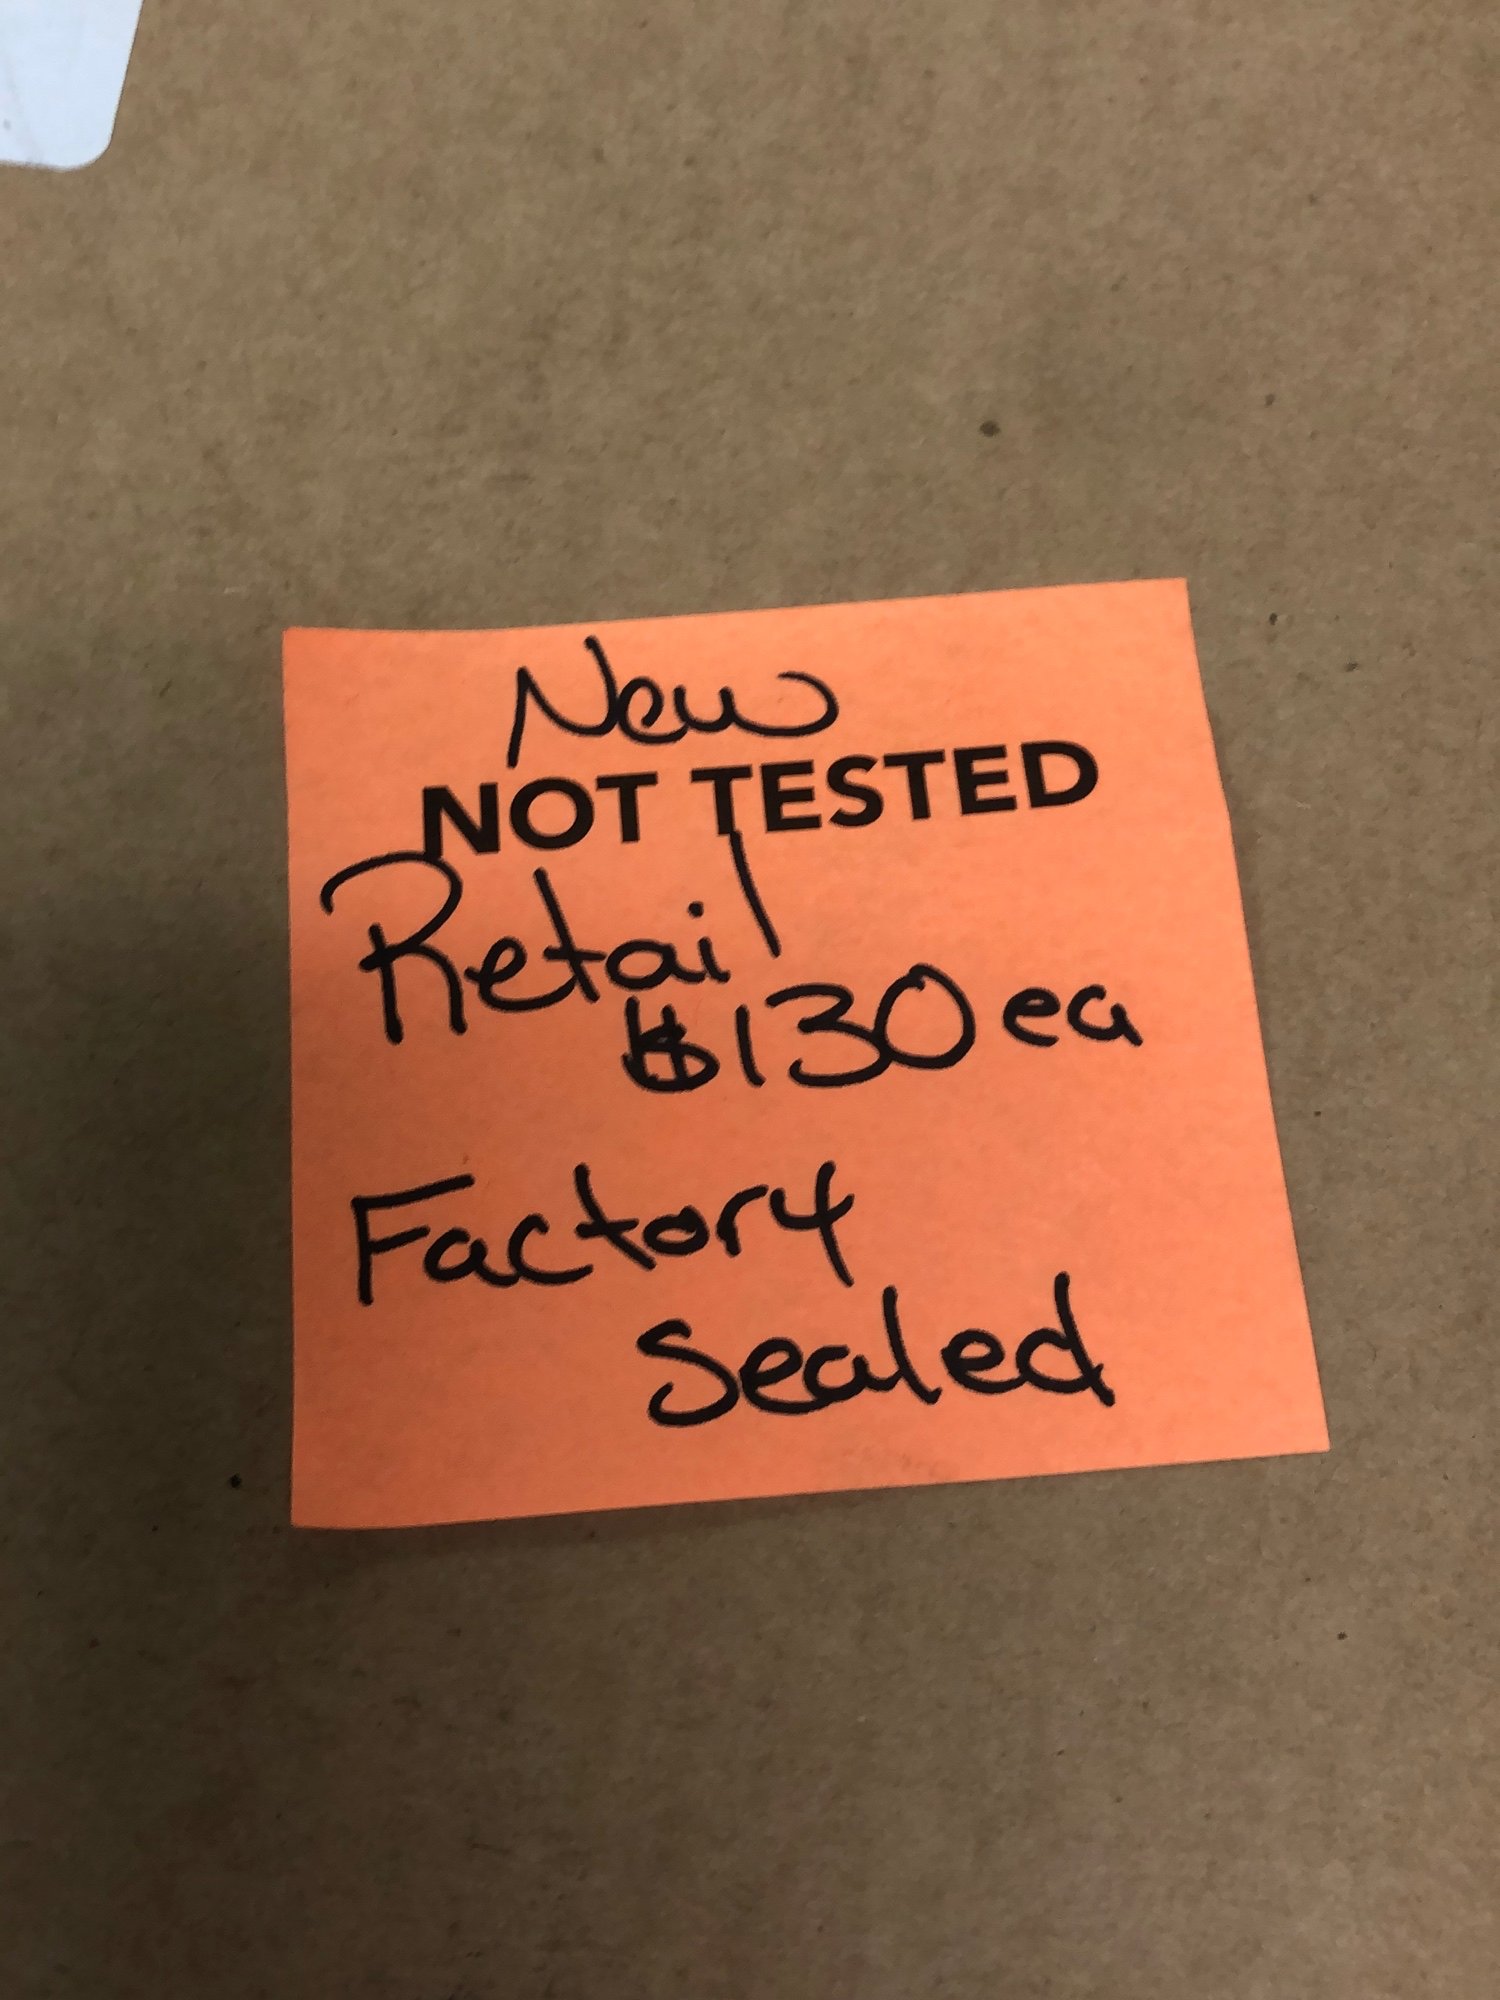 New
NOT TESTED
Retail
$130 ea
Factory
Sealed